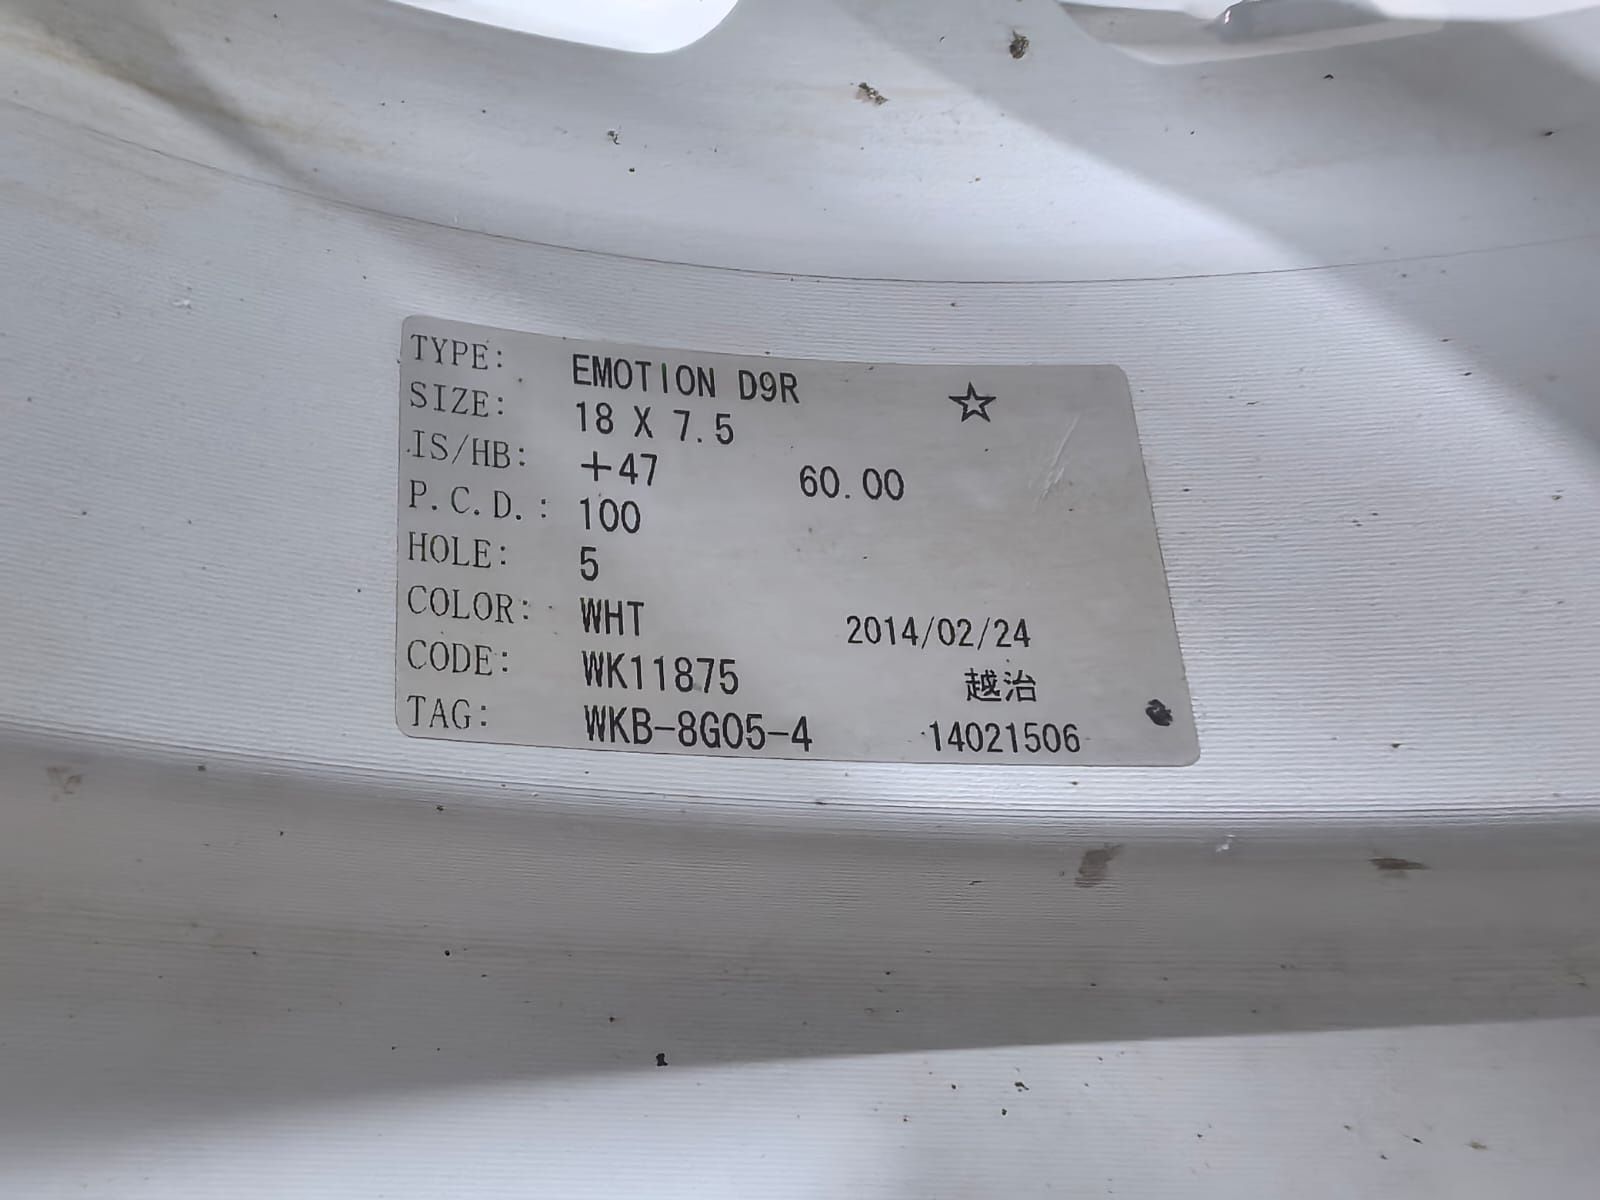 TYPE: EMOTION D9R ☆
SIZE: 18 X 7.5
IS/HB: +47 60.00
P.C.D.: 100
HOLE: 5
COLOR: WHT 2014/02/24
CODE: WK11875 越治
TAG: WKB-8G05-4 14021506